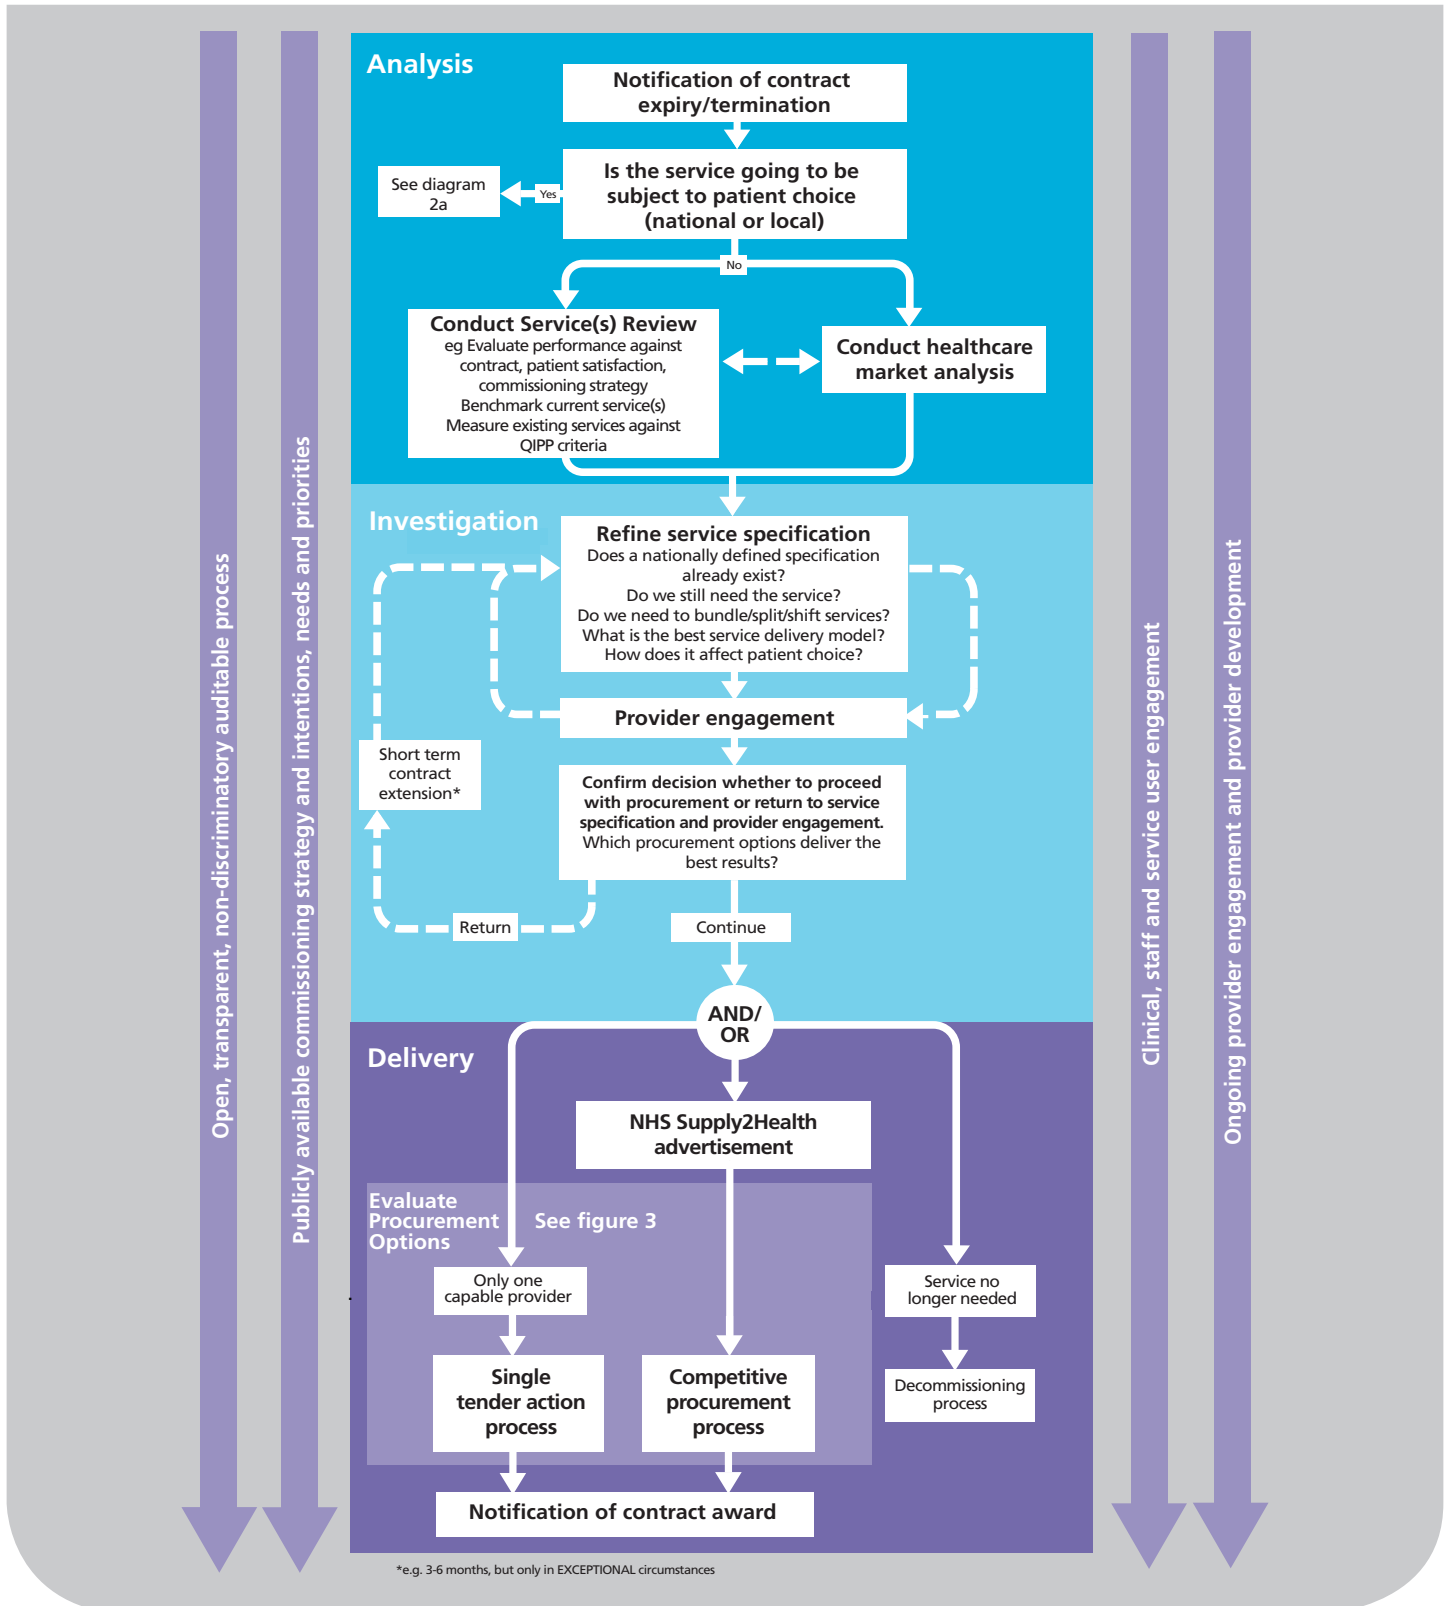 Analysis
Notification of contract
expiry/termination
Is the service going to be
subject to patient choice
(national or local)
See diagram
2a
Yes
No
Conduct Service(s) Review
eg Evaluate performance against
contract, patient satisfaction,
commissioning strategy
Benchmark current service(s)
Measure existing services against
QIPP criteria
Conduct healthcare
market analysis
Investigation
Refine service specification
Does a nationally defined specification
already exist?
Do we still need the service?
Do we need to bundle/split/shift services?
What is the best service delivery model?
How does it affect patient choice?
Provider engagement
Short term
contract
extension*
Confirm decision whether to proceed
with procurement or return to service
specification and provider engagement.
Which procurement options deliver the
best results?
Return
Continue
AND/
OR
Delivery
NHS Supply2Health
advertisement
Evaluate
Procurement
Options
See figure 3
Only one
capable provider
Service no
longer needed
Single
tender action
process
Competitive
procurement
process
Decommissioning
process
Notification of contract award
*e.g. 3-6 months, but only in EXCEPTIONAL circumstances
Open, transparent, non-discriminatory auditable process
Publicly available commissioning strategy and intentions, needs and priorities
Clinical, staff and service user engagement
Ongoing provider engagement and provider development